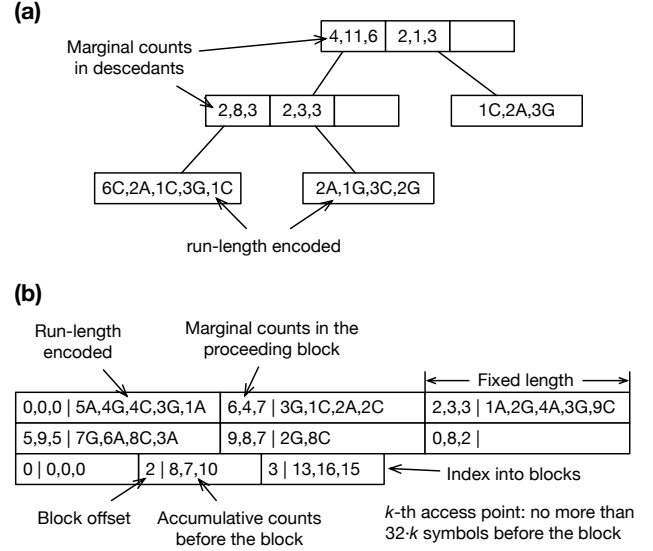 (a)
4,11,6 2,1,3
Marginal counts
in descedants
2,8,3 2,3,3
1C,2A,3G
6C,2A,1C,3G,1C
2A,1G,3C,2G
run-length encoded
(b)
Run-length
encoded
Marginal counts in the
proceeding block
Fixed length
0,0,0 | 5A,4G,4C,3G,1A 6,4,7 | 3G,1C,2A,2C 2,3,3 | 1A,2G,4A,3G,9C
5,9,5 | 7G,6A,8C,3A 9,8,7 | 2G,8C 0,8,2 |
0 | 0,0,0 2 | 8,7,10 3 | 13,16,15
Index into blocks
Block offset
Accumulative counts
before the block
k-th access point: no more than
32·k symbols before the block